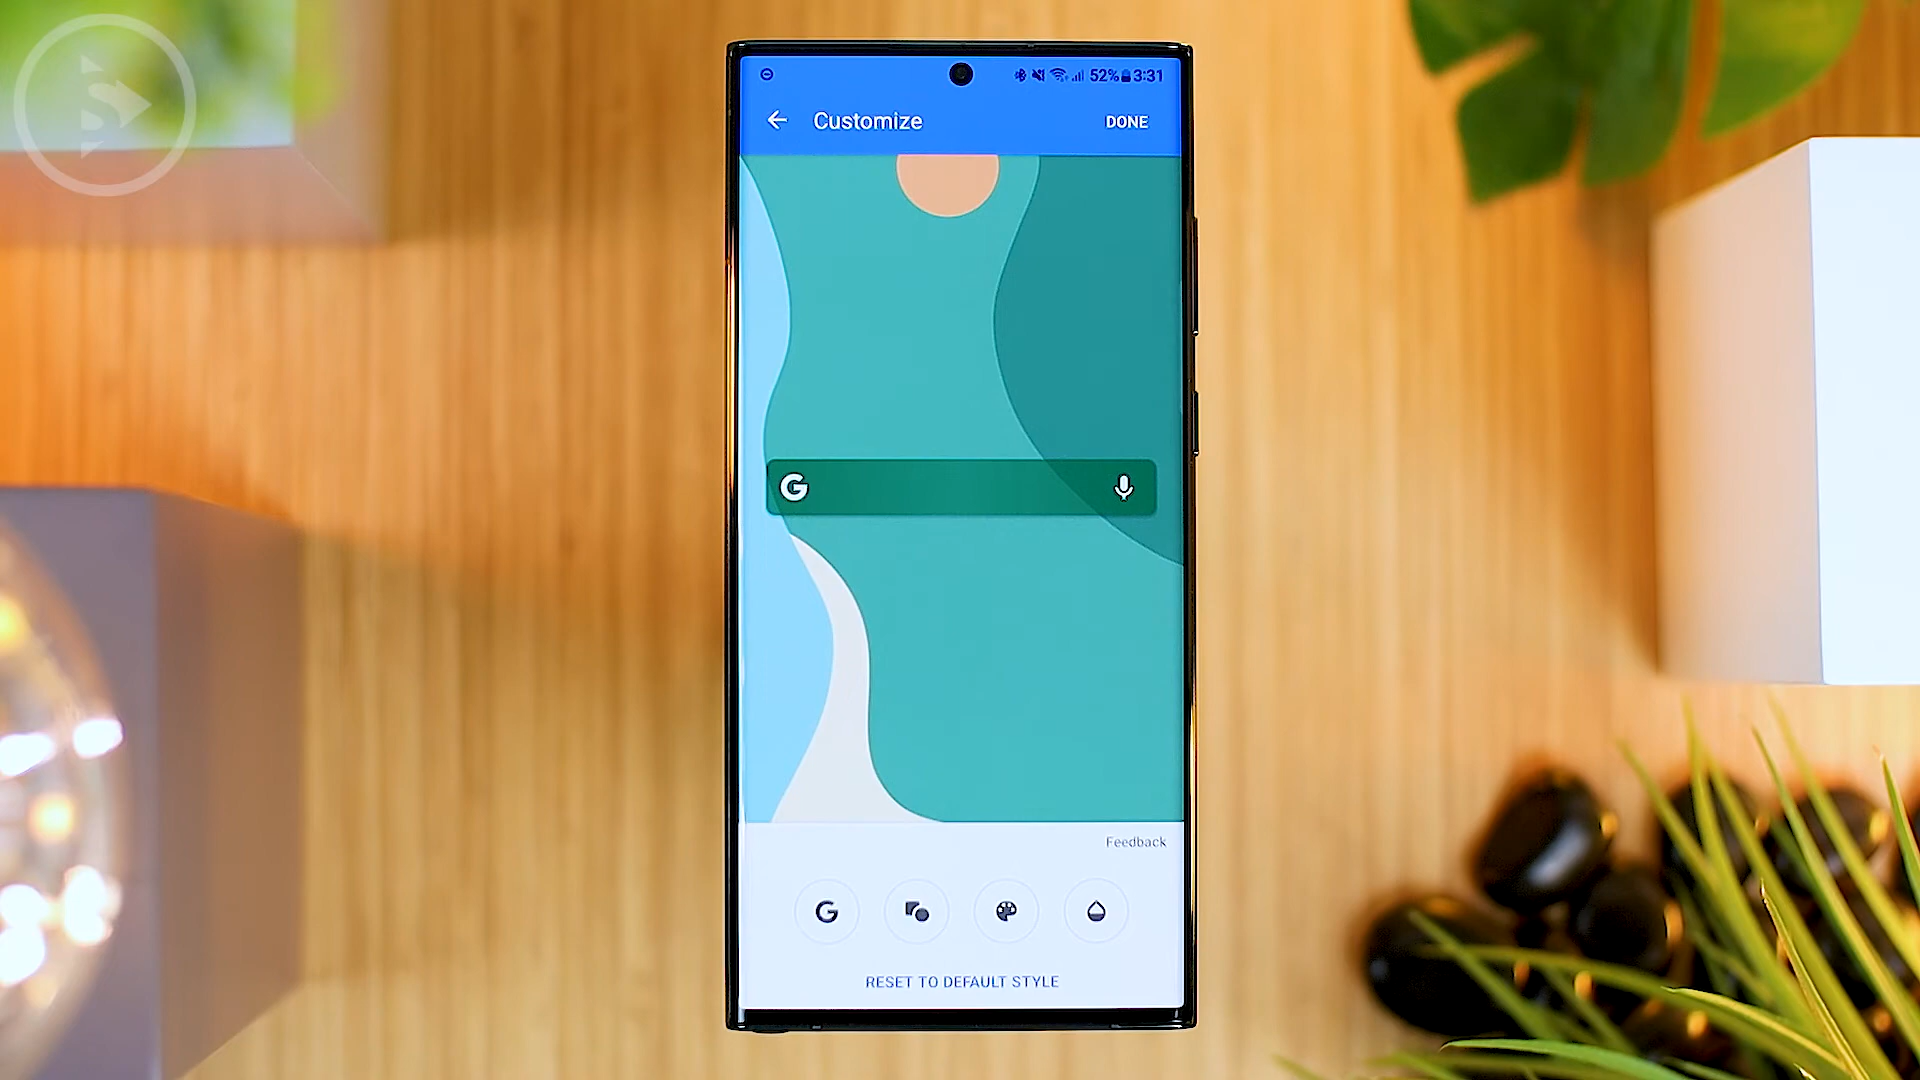 52% 3:31
Customize
DONE
G
Feedback
G
RESET TO DEFAULT STYLE